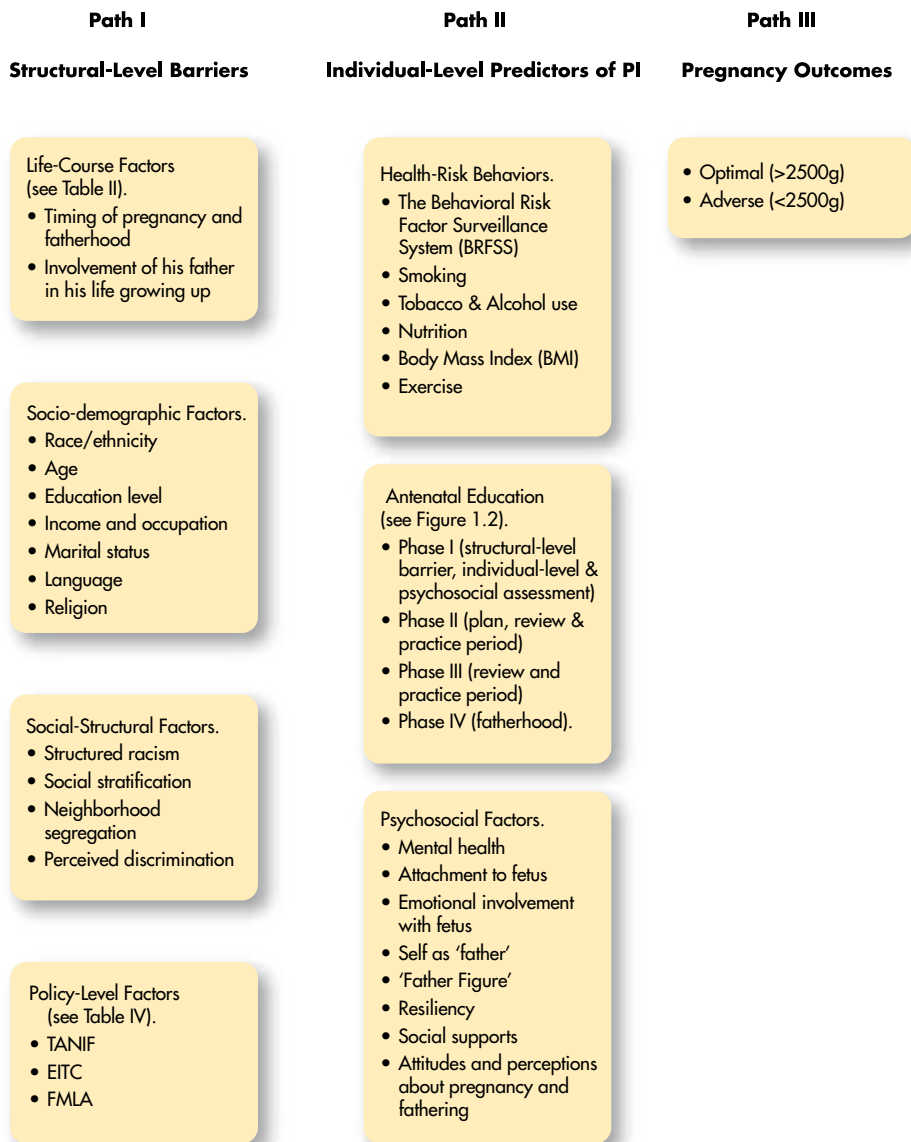 Path I
Structural-Level Barriers
Life-Course Factors
(see Table II).
• Timing of pregnancy and
fatherhood
• Involvement of his father
in his life growing up
Socio-demographic Factors.
• Race/ethnicity
• Age
• Education level
• Income and occupation
• Marital status
• Language
• Religion
Social-Structural Factors.
• Structured racism
• Social stratification
• Neighborhood
segregation
• Perceived discrimination
Policy-Level Factors
(see Table IV).
• TANIF
• EITC
• FMLA
Path II
Individual-Level Predictors of PI
Health-Risk Behaviors.
• The Behavioral Risk
Factor Surveillance
System (BRFSS)
• Smoking
• Tobacco & Alcohol use
• Nutrition
• Body Mass Index (BMI)
• Exercise
Antenatal Education
(see Figure 1.2).
• Phase I (structural-level
barrier, individual-level &
psychosocial assessment)
• Phase II (plan, review &
practice period)
• Phase III (review and
practice period)
• Phase IV (fatherhood).
Psychosocial Factors.
• Mental health
• Attachment to fetus
• Emotional involvement
with fetus
• Self as ‘father’
• ‘Father Figure’
• Resiliency
• Social supports
• Attitudes and perceptions
about pregnancy and
fathering
Path III
Pregnancy Outcomes
• Optimal (>2500g)
• Adverse (<2500g)